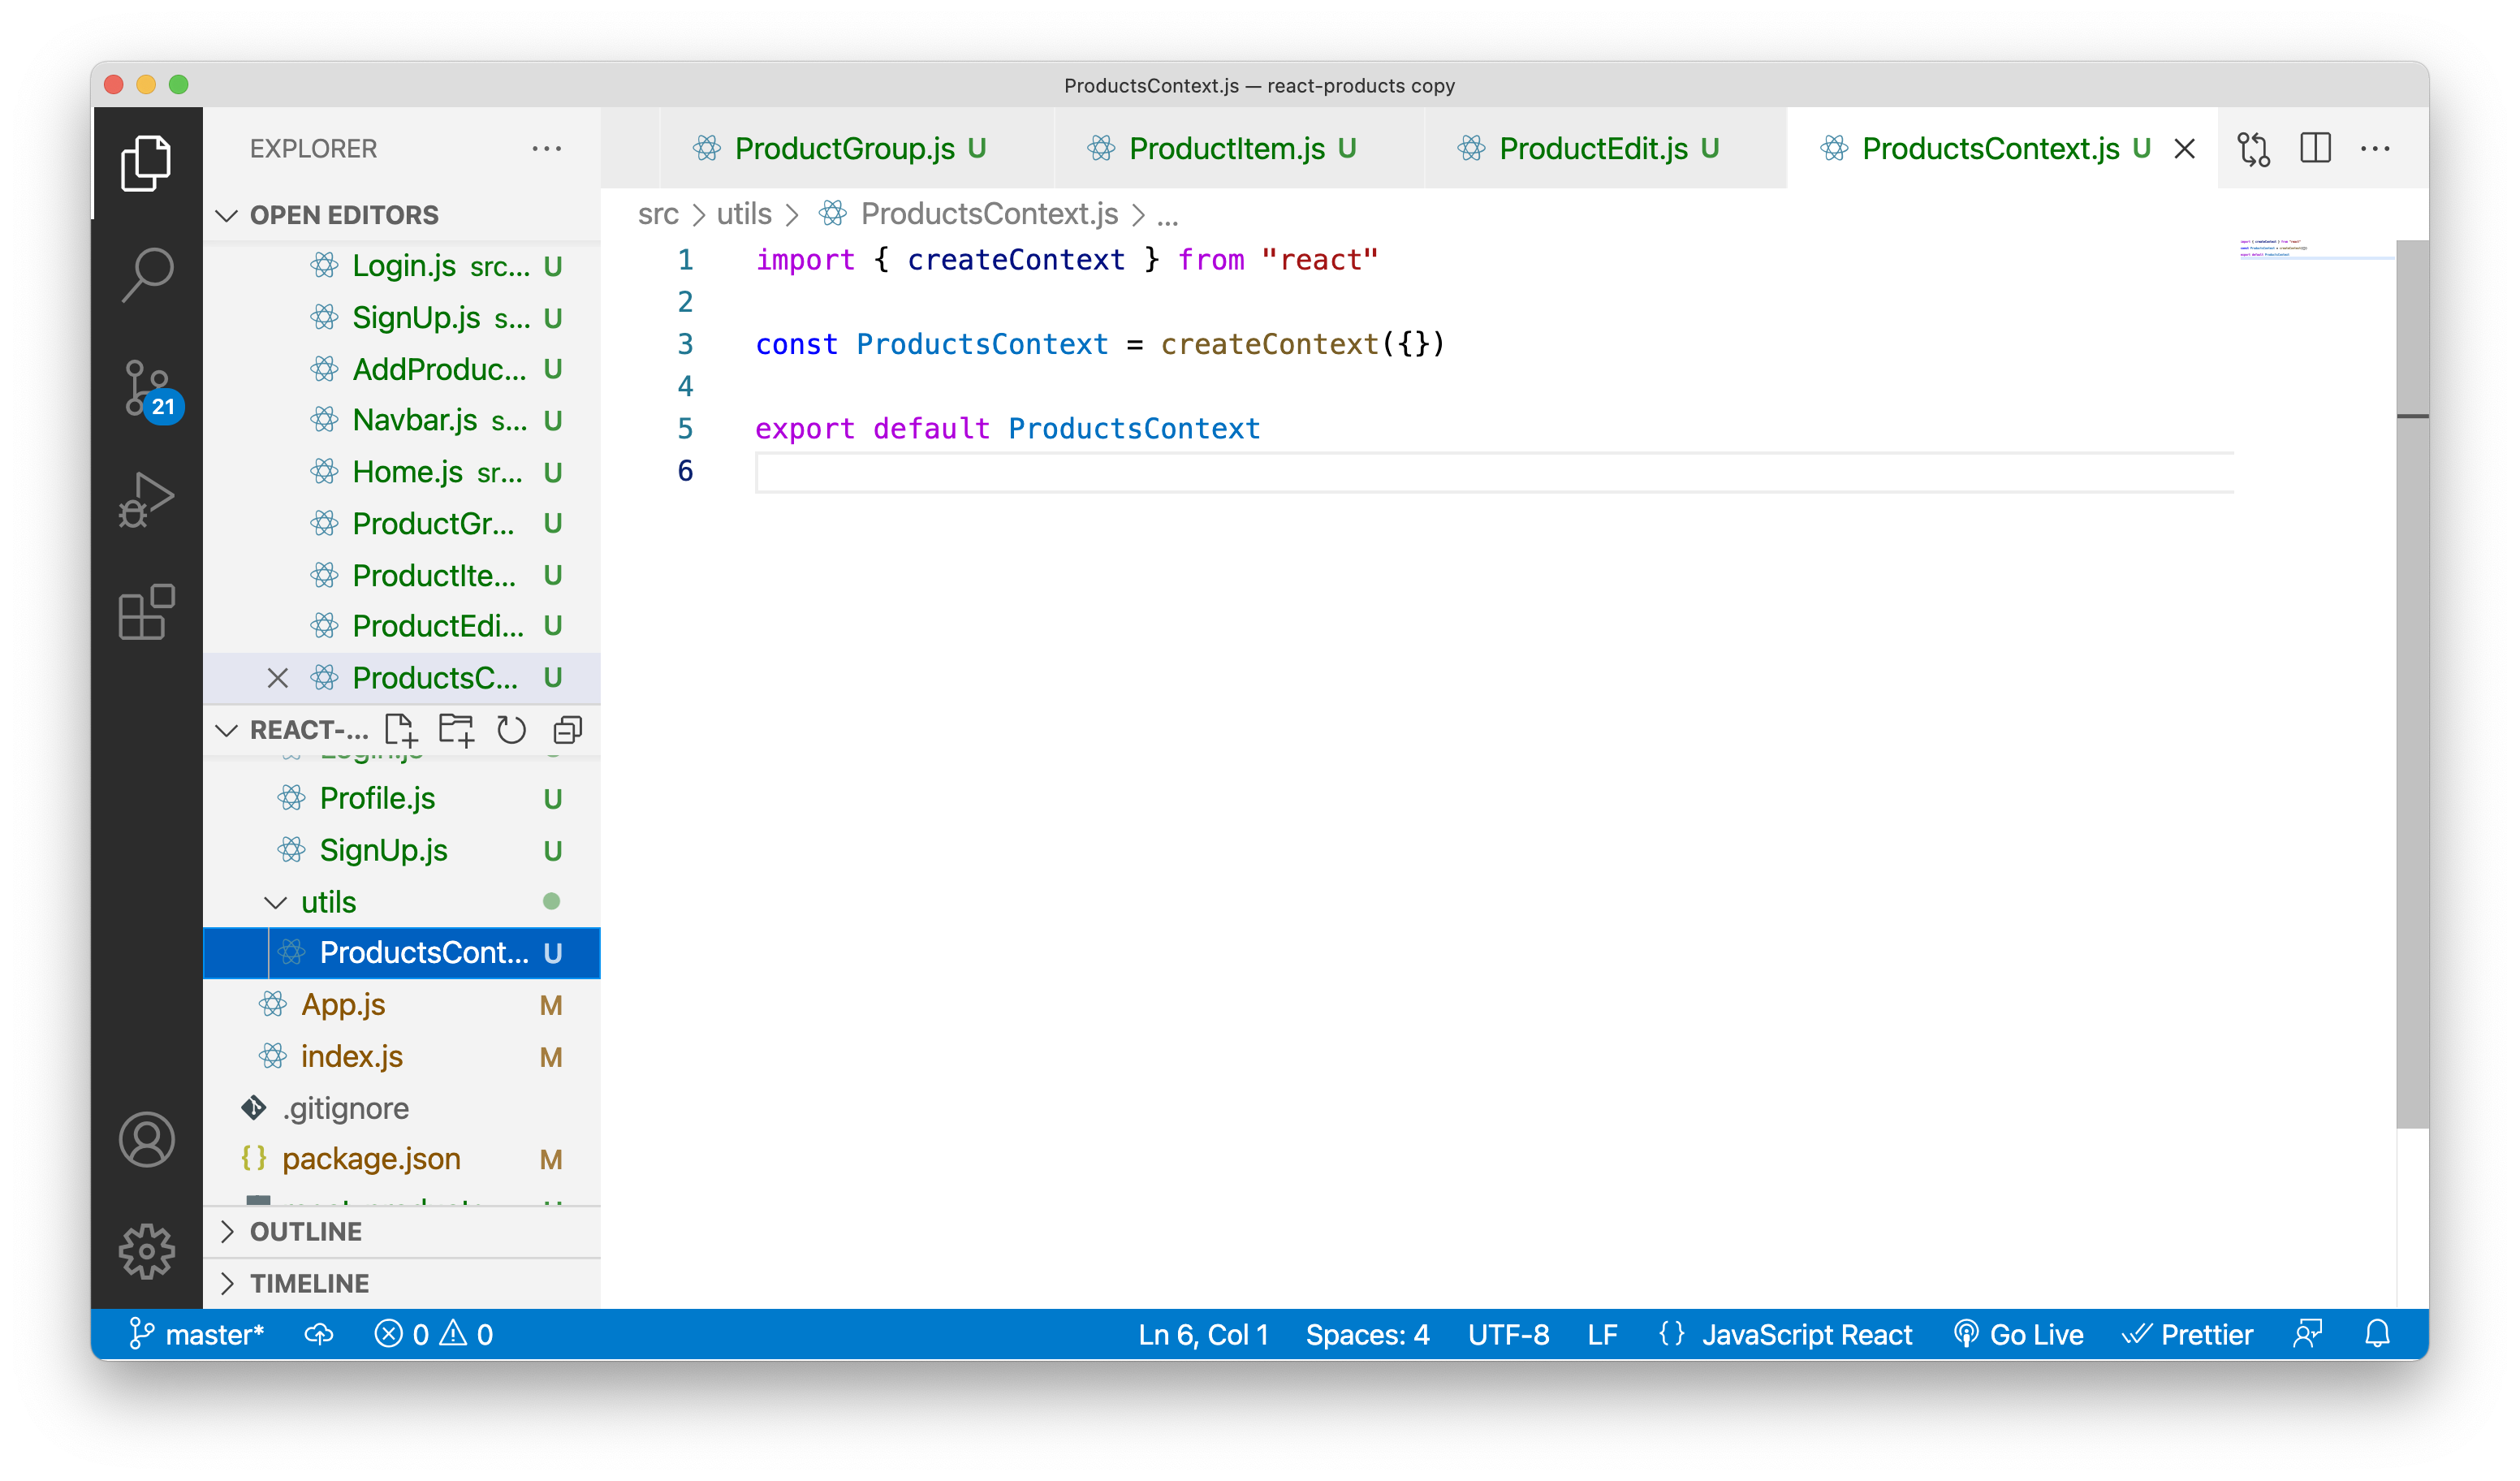 ProductsContext.js — react-products copy
EXPLORER
ProductGroup.js U
ProductItem.js U
ProductEdit.js U
ProductsContext.js U
OPEN EDITORS
src > utils > ProductsContext.js > ...
Login.js src... U
SignUp.js s... U
AddProduc... U
Navbar.js s... U
Home.js sr... U
ProductGr... U
ProductIte... U
ProductEdi... U
ProductsC... U
21
1 import { createContext } from "react"
2
3 const ProductsContext = createContext({})
4
5 export default ProductsContext
6
REACT-...
Login.js
Profile.js U
SignUp.js U
utils
ProductsCont... U
App.js M
index.js M
.gitignore
package.json M
OUTLINE
TIMELINE
master* 0 0 Ln 6, Col 1 Spaces: 4 UTF-8 LF {} JavaScript React Go Live Prettier